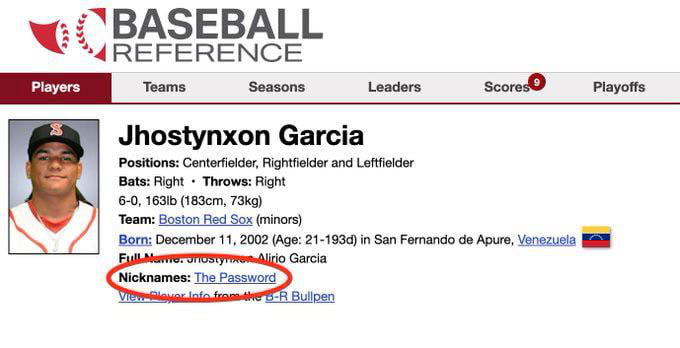 BASEBALL
REFERENCE
Players Teams Seasons Leaders Scores 9 Playoffs
Jhostynxon Garcia
Positions: Centerfielder, Rightfielder and Leftfielder
Bats: Right • Throws: Right
6-0, 163lb (183cm, 73kg)
Team: Boston Red Sox (minors)
Born: December 11, 2002 (Age: 21-193d) in San Fernando de Apure, Venezuela
Full Name: Jhostynxon Alirio Garcia
Nicknames: The Password
View Player Info from the B-R Bullpen